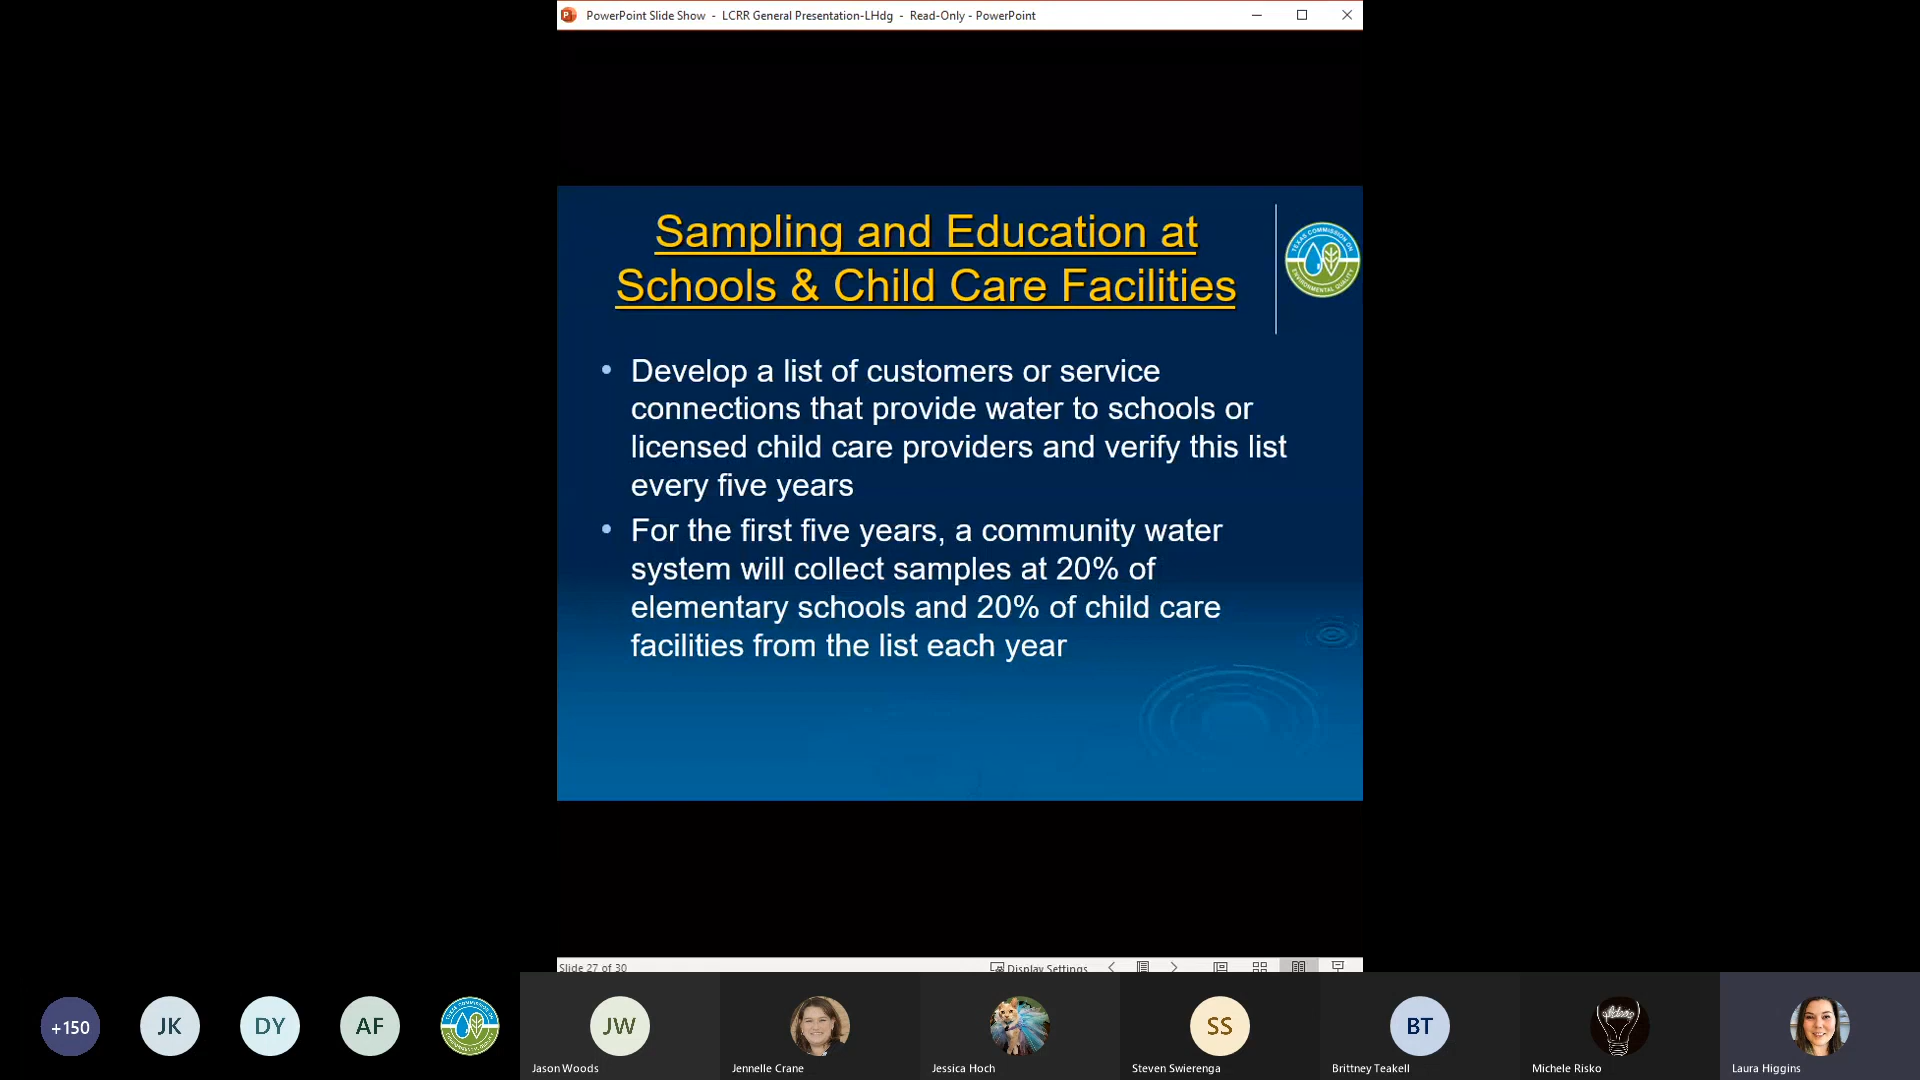 PowerPoint Slide Show - LCRR General Presentation-LHdg - Read-Only - PowerPoint
Sampling and Education at
Schools & Child Care Facilities
TEXAS COMMISSION ON
ENVIRONMENTAL QUALITY
• Develop a list of customers or service
connections that provide water to schools or
licensed child care providers and verify this list
every five years
• For the first five years, a community water
system will collect samples at 20% of
elementary schools and 20% of child care
facilities from the list each year
Slide 27 of 30
Display Settings
+150
JK
DY
AF
JW
SS
BT
Jason Woods
Jennelle Crane
Jessica Hoch
Steven Swierenga
Brittney Teakell
Michele Risko
Laura Higgins